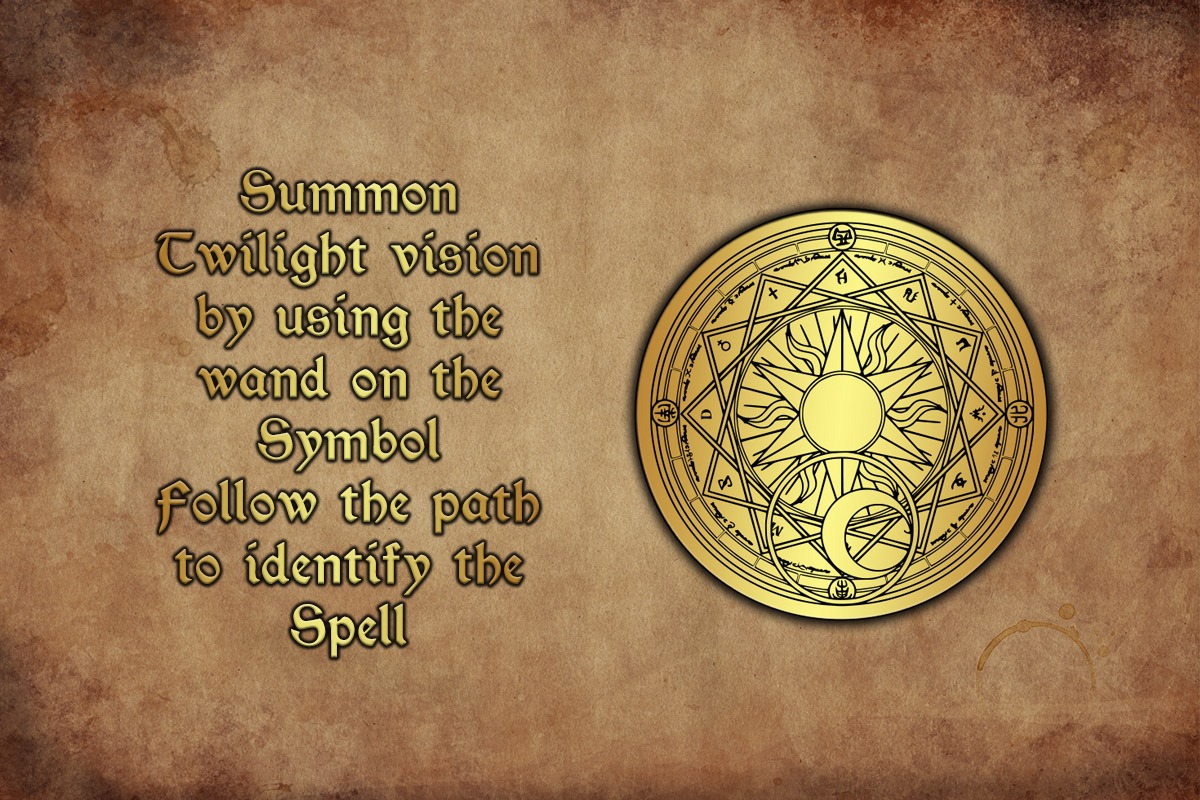 Summon
Twilight vision
by using the
wand on the
Symbol
Follow the path
to identify the
Spell